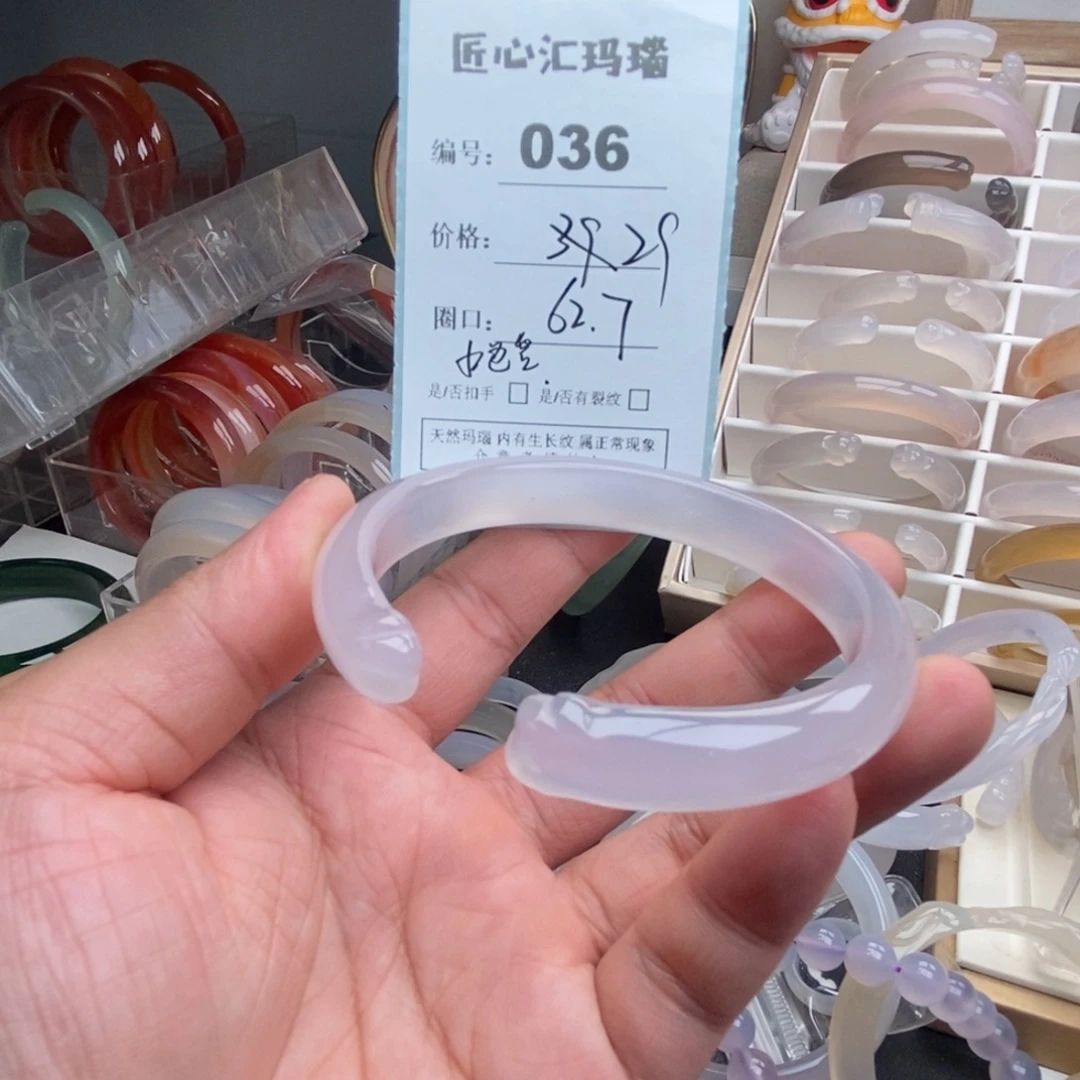 匠心汇玛瑙
编号: 036
价格: 39.29
圈口: 62.7
是/否扣手 □ 是/否有裂纹 □
天然玛瑙 内有生长纹 属正常现象